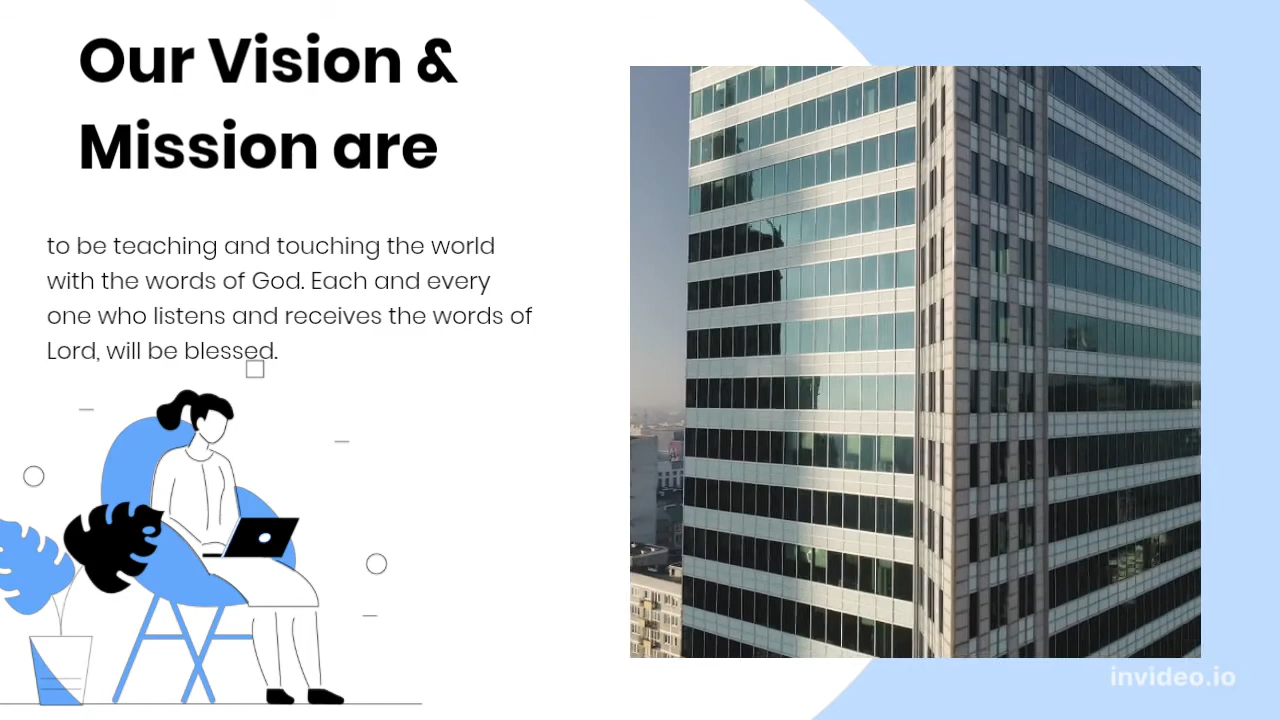 Our Vision &
Mission are
to be teaching and touching the world
with the words of God. Each and every
one who listens and receives the words of
Lord, will be blessed.
invideo.io